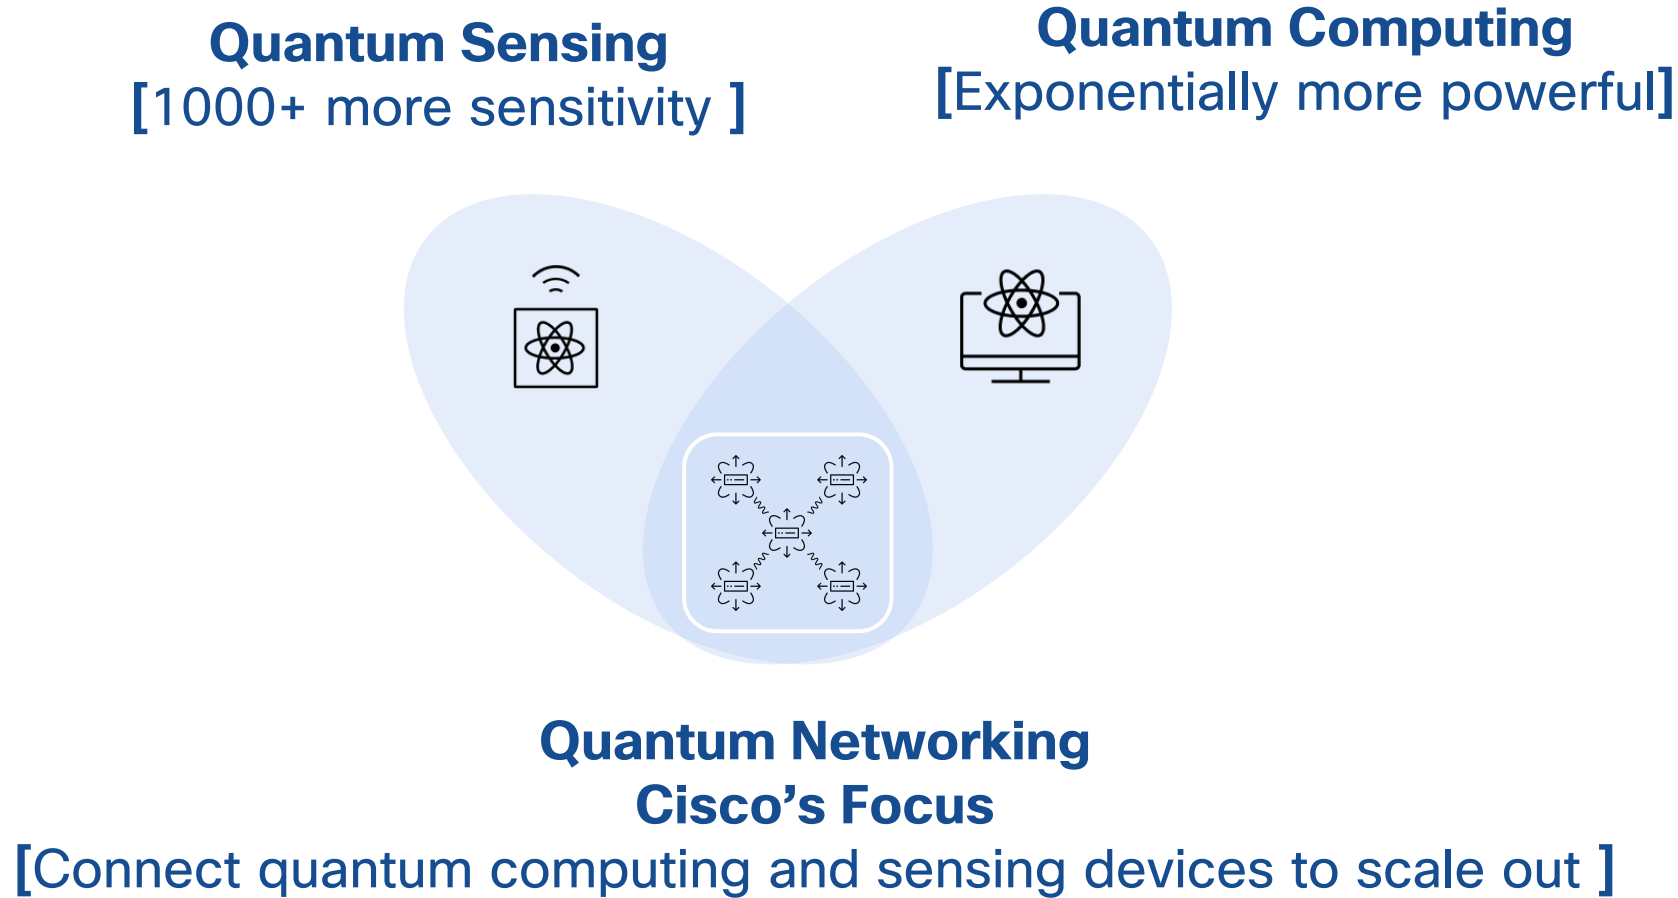 Quantum Sensing
[1000+ more sensitivity ]
Quantum Computing
[Exponentially more powerful]
Quantum Networking
Cisco’s Focus
[Connect quantum computing and sensing devices to scale out ]